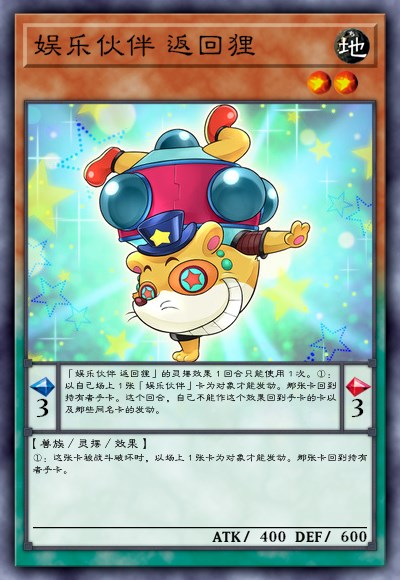 娱乐伙伴 返回狸
地
「娱乐伙伴 返回狸」的灵摆效果1回合只能使用1次。①：
以自己场上1张「娱乐伙伴」卡为对象才能发动。那张卡回到
持有者手卡。这个回合，自己不能作这个效果回到手卡的卡以
及那些同名卡的发动。
3
3
【兽族／灵摆／效果】
①：这张卡被战斗破坏时，以场上1张卡为对象才能发动。那张卡回到持有
者手卡。
ATK/ 400 DEF/ 600